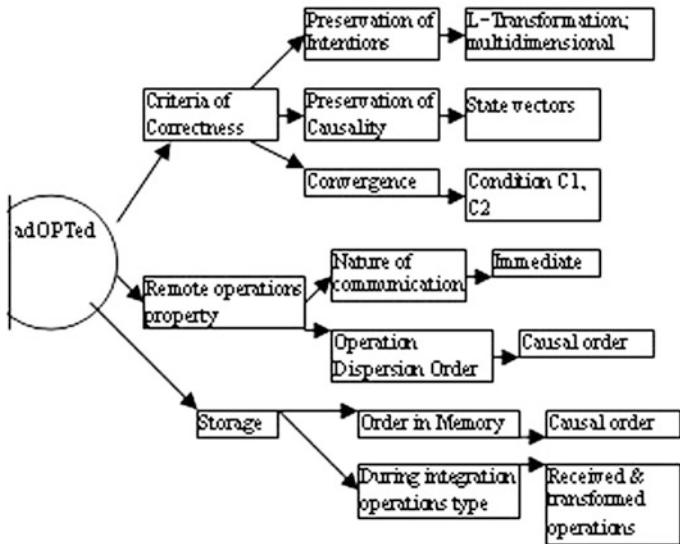 Preservation of
Intentions
L-Transformation;
multidimensional
Criteria of
Correctness
Preservation of
Causality
State vectors
Convergence
Condition C1,
C2
adOPTed
Remote operations
property
Nature of
communication
Immediate
Operation
Dispersion Order
Causal order
Storage
Order in Memory
Causal order
During integration
operations type
Received &
transformed
operations